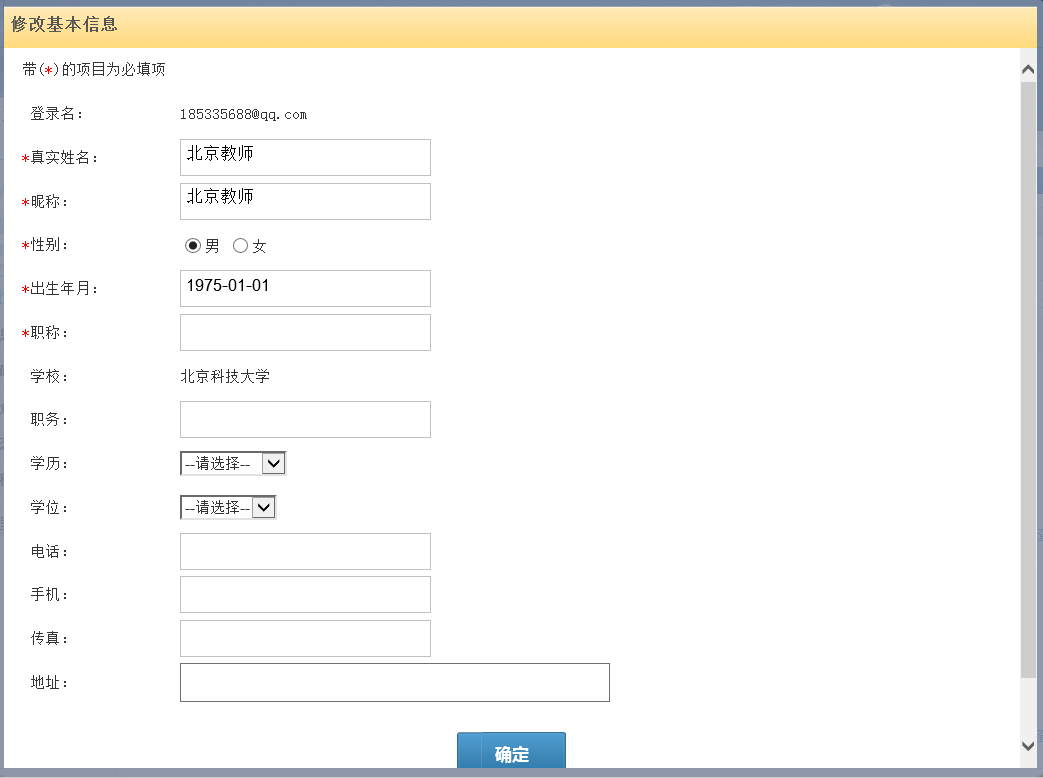 修改基本信息
带(*)的项目为必填项
登录名： 185335688@qq.com
*真实姓名： 北京教师
*昵称： 北京教师
*性别： 男 女
*出生年月： 1975-01-01
*职称：
学校： 北京科技大学
职务：
学历： --请选择--
学位： --请选择--
电话：
手机：
传真：
地址：
确定